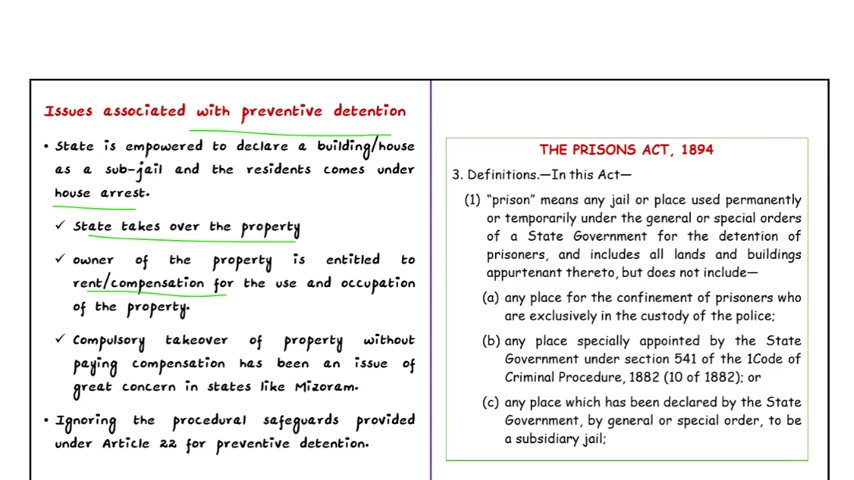 Issues associated with preventive detention
• State is empowered to declare a building/house
as a sub-jail and the residents comes under
house arrest.
✓ State takes over the property
✓ owner of the property is entitled to
rent/compensation for the use and occupation
of the property.
✓ Compulsory takeover of property without
paying compensation has been an issue of
great concern in states like Mizoram.
• Ignoring the procedural safeguards provided
under Article 22 for preventive detention.
THE PRISONS ACT, 1894
3. Definitions.—In this Act—
(1) "prison" means any jail or place used permanently
or temporarily under the general or special orders
of a State Government for the detention of
prisoners, and includes all lands and buildings
appurtenant thereto, but does not include—
(a) any place for the confinement of prisoners who
are exclusively in the custody of the police;
(b) any place specially appointed by the State
Government under section 541 of the 1Code of
Criminal Procedure, 1882 (10 of 1882); or
(c) any place which has been declared by the State
Government, by general or special order, to be
a subsidiary jail;